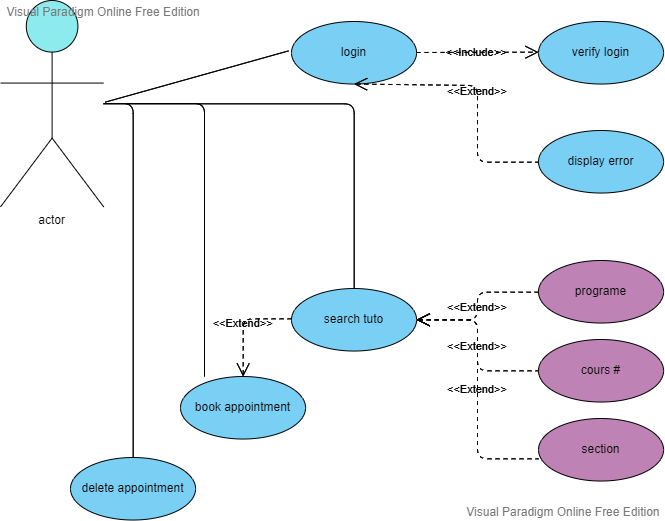 Visual Paradigm Online Free Edition
login
<<Include>>
verify login
<<Extend>>
display error
actor
programe
<<Extend>>
search tuto
<<Extend>>
<<Extend>>
cours #
<<Extend>>
book appointment
section
delete appointment
Visual Paradigm Online Free Edition